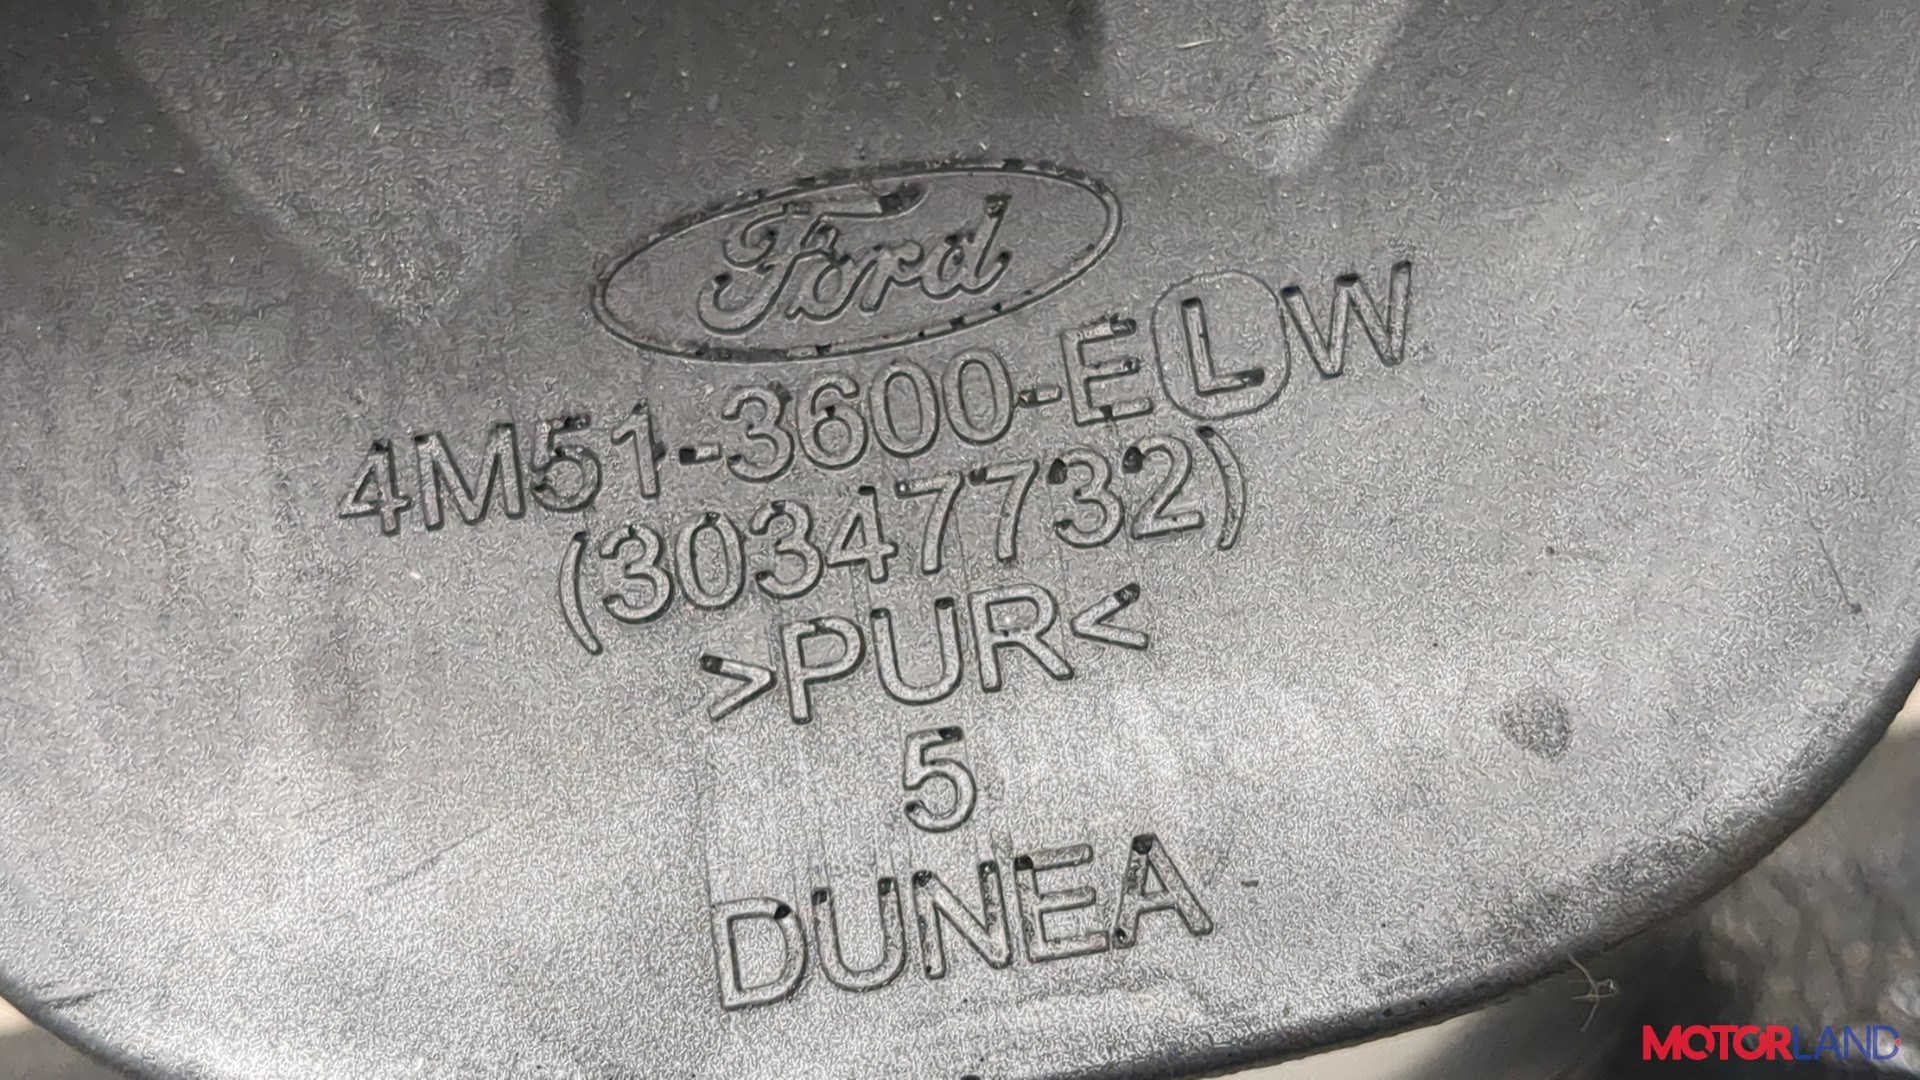 Ford
4M51-3600-ELW
(30347732)
>PUR<
5
DUNEA
MOTORLAND